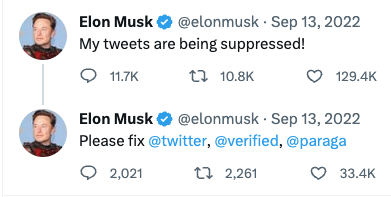 Elon Musk @elonmusk · Sep 13, 2022
My tweets are being suppressed!
11.7K 10.8K 129.4K
Elon Musk @elonmusk · Sep 13, 2022
Please fix @twitter, @verified, @paraga
2,021 2,261 33.4K